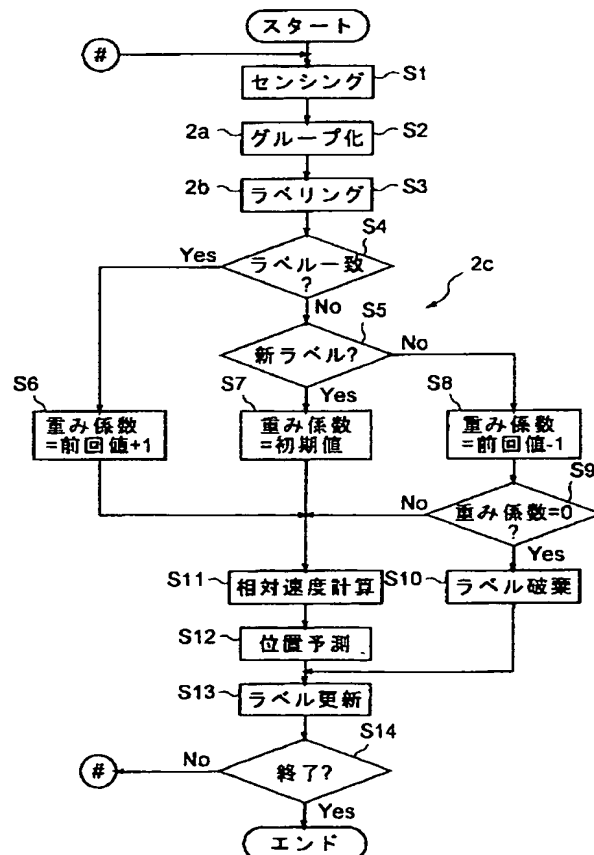 スタート
#
センシング S1
2a グループ化 S2
2b ラベリング S3
S4
Yes ラベル一致
?
2c
No
S5
新ラベル? No
S6 S7 Yes S8
重み係数
=前回値+1
重み係数
=初期値
重み係数
=前回値-1
S9
No 重み係数=0
?
Yes
S11 相対速度計算 S10 ラベル破棄
S12 位置予測
S13 ラベル更新
S14
# No 終了?
Yes
エンド